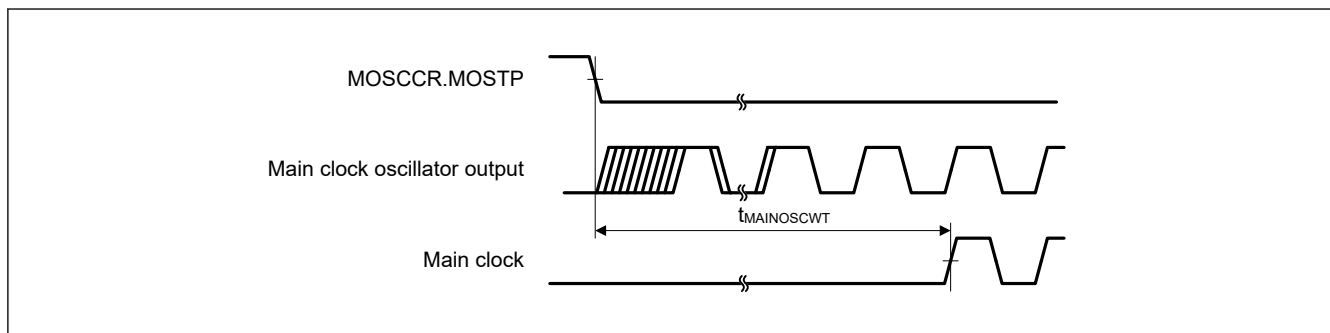 MOSCCR.MOSTP
Main clock oscillator output
tMAINOSCWT
Main clock